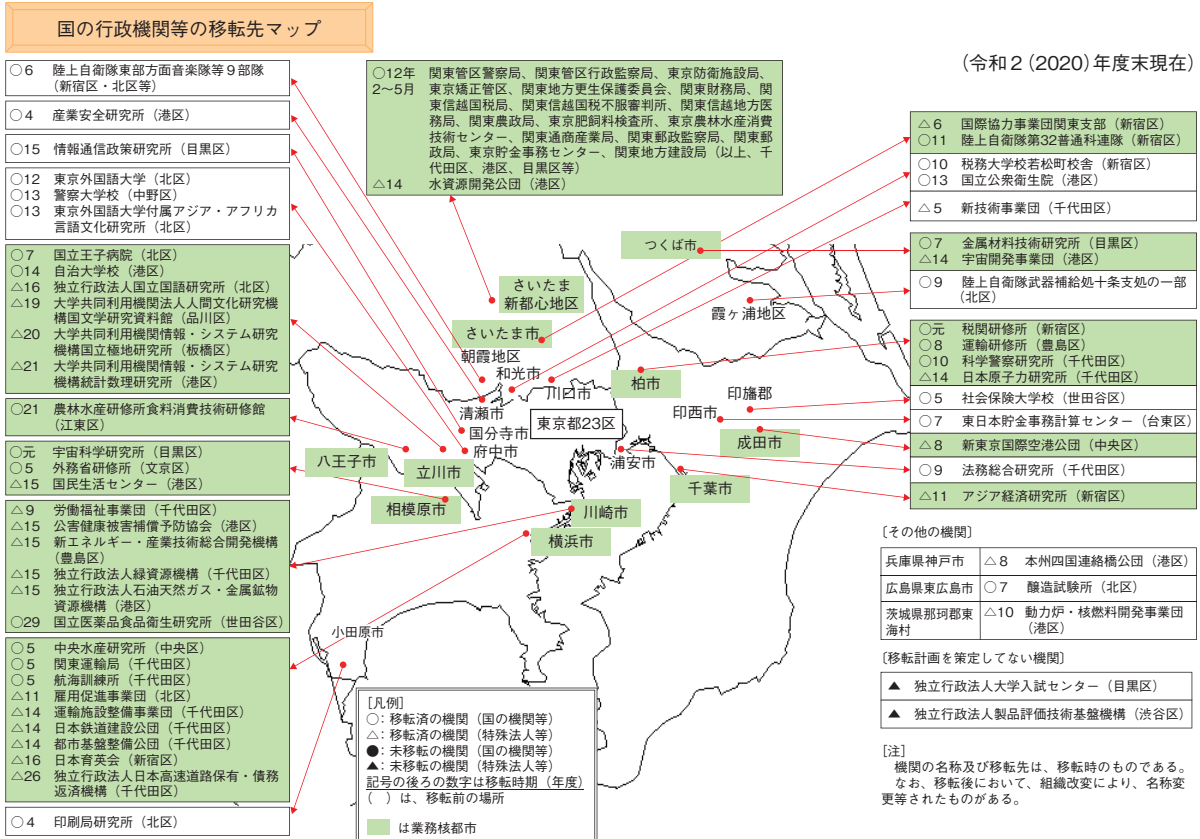 国の行政機関等の移転先マップ
(令和2(2020)年度末現在)
○6 陸上自衛隊東部方面音楽隊等9部隊
(新宿区・北区等)
○4 産業安全研究所(港区)
○15 情報通信政策研究所(目黒区)
○12 東京外国語大学(北区)
○13 警察大学校(中野区)
○13 東京外国語大学付属アジア・アフリカ
言語文化研究所(北区)
○7 国立王子病院(北区)
○14 自治大学校(港区)
△16 独立行政法人国立国語研究所(北区)
△19 大学共同利用機関法人人間文化研究機
構国文学研究資料館(品川区)
△20 大学共同利用機関情報・システム研究
機構国立極地研究所(板橋区)
△21 大学共同利用機関情報・システム研究
機構統計数理研究所(港区)
○21 農林水産研修所食料消費技術研修館
(江東区)
○元 宇宙科学研究所(目黒区)
○5 外務省研修所(文京区)
△15 国民生活センター(港区)
△9 労働福祉事業団(千代田区)
△15 公害健康被害補償予防協会(港区)
△15 新エネルギー・産業技術総合開発機構
(豊島区)
△15 独立行政法人緑資源機構(千代田区)
△15 独立行政法人石油天然ガス・金属鉱物
資源機構(港区)
○29 国立医薬品食品衛生研究所(世田谷区)
○5 中央水産研究所(中央区)
○5 関東運輸局(千代田区)
○5 航海訓練所(千代田区)
△11 雇用促進事業団(北区)
△14 運輸施設整備事業団(千代田区)
△14 日本鉄道建設公団(千代田区)
△14 都市基盤整備公団(千代田区)
△16 日本育英会(新宿区)
△26 独立行政法人日本高速道路保有・債務
返済機構(千代田区)
○4 印刷局研究所(北区)
○12年 関東管区警察局、関東管区行政監察局、東京防衛施設局、
2~5月 東京矯正管区、関東地方更生保護委員会、関東財務局、関
東信越国税局、関東信越国税不服審判所、関東信越地方医
務局、関東農政局、東京肥飼料検査所、東京農林水産消費
技術センター、関東通商産業局、関東郵政監察局、関東郵
政局、東京貯金事務センター、関東地方建設局(以上、千
代田区、港区、目黒区等)
△14 水資源開発公団(港区)
つくば市
さいたま
新都心地区
さいたま市
霞ヶ浦地区
朝霞地区
和光市
川口市
柏市
印旛郡
清瀬市
東京都23区
印西市
国分寺市
府中市
成田市
八王子市
立川市
浦安市
千葉市
相模原市
川崎市
横浜市
小田原市
[凡例]
○:移転済の機関(国の機関等)
△:移転済の機関(特殊法人等)
●:未移転の機関(国の機関等)
▲:未移転の機関(特殊法人等)
記号の後ろの数字は移転時期(年度)
( )は、移転前の場所
は業務核都市
△6 国際協力事業団関東支部(新宿区)
○11 陸上自衛隊第32普通科連隊(新宿区)
○10 税務大学校若松町校舎(新宿区)
○13 国立公衆衛生院(港区)
△5 新技術事業団(千代田区)
○7 金属材料技術研究所(目黒区)
△14 宇宙開発事業団(港区)
○9 陸上自衛隊武器補給処十条支処の一部
(北区)
○元 税関研修所(新宿区)
○8 運輸研修所(豊島区)
○10 科学警察研究所(千代田区)
△14 日本原子力研究所(千代田区)
○5 社会保険大学校(世田谷区)
○7 東日本貯金事務計算センター(台東区)
△8 新東京国際空港公団(中央区)
○9 法務総合研究所(千代田区)
△11 アジア経済研究所(新宿区)
[その他の機関]
兵庫県神戸市 △8 本州四国連絡橋公団(港区)
広島県東広島市 ○7 醸造試験所(北区)
茨城県那珂郡東 △10 動力炉・核燃料開発事業団
海村 (港区)
[移転計画を策定してない機関]
▲ 独立行政法人大学入試センター(目黒区)
▲ 独立行政法人製品評価技術基盤機構(渋谷区)
[注]
機関の名称及び移転先は、移転時のものである。
なお、移転後において、組織改変により、名称変
更等されたものがある。